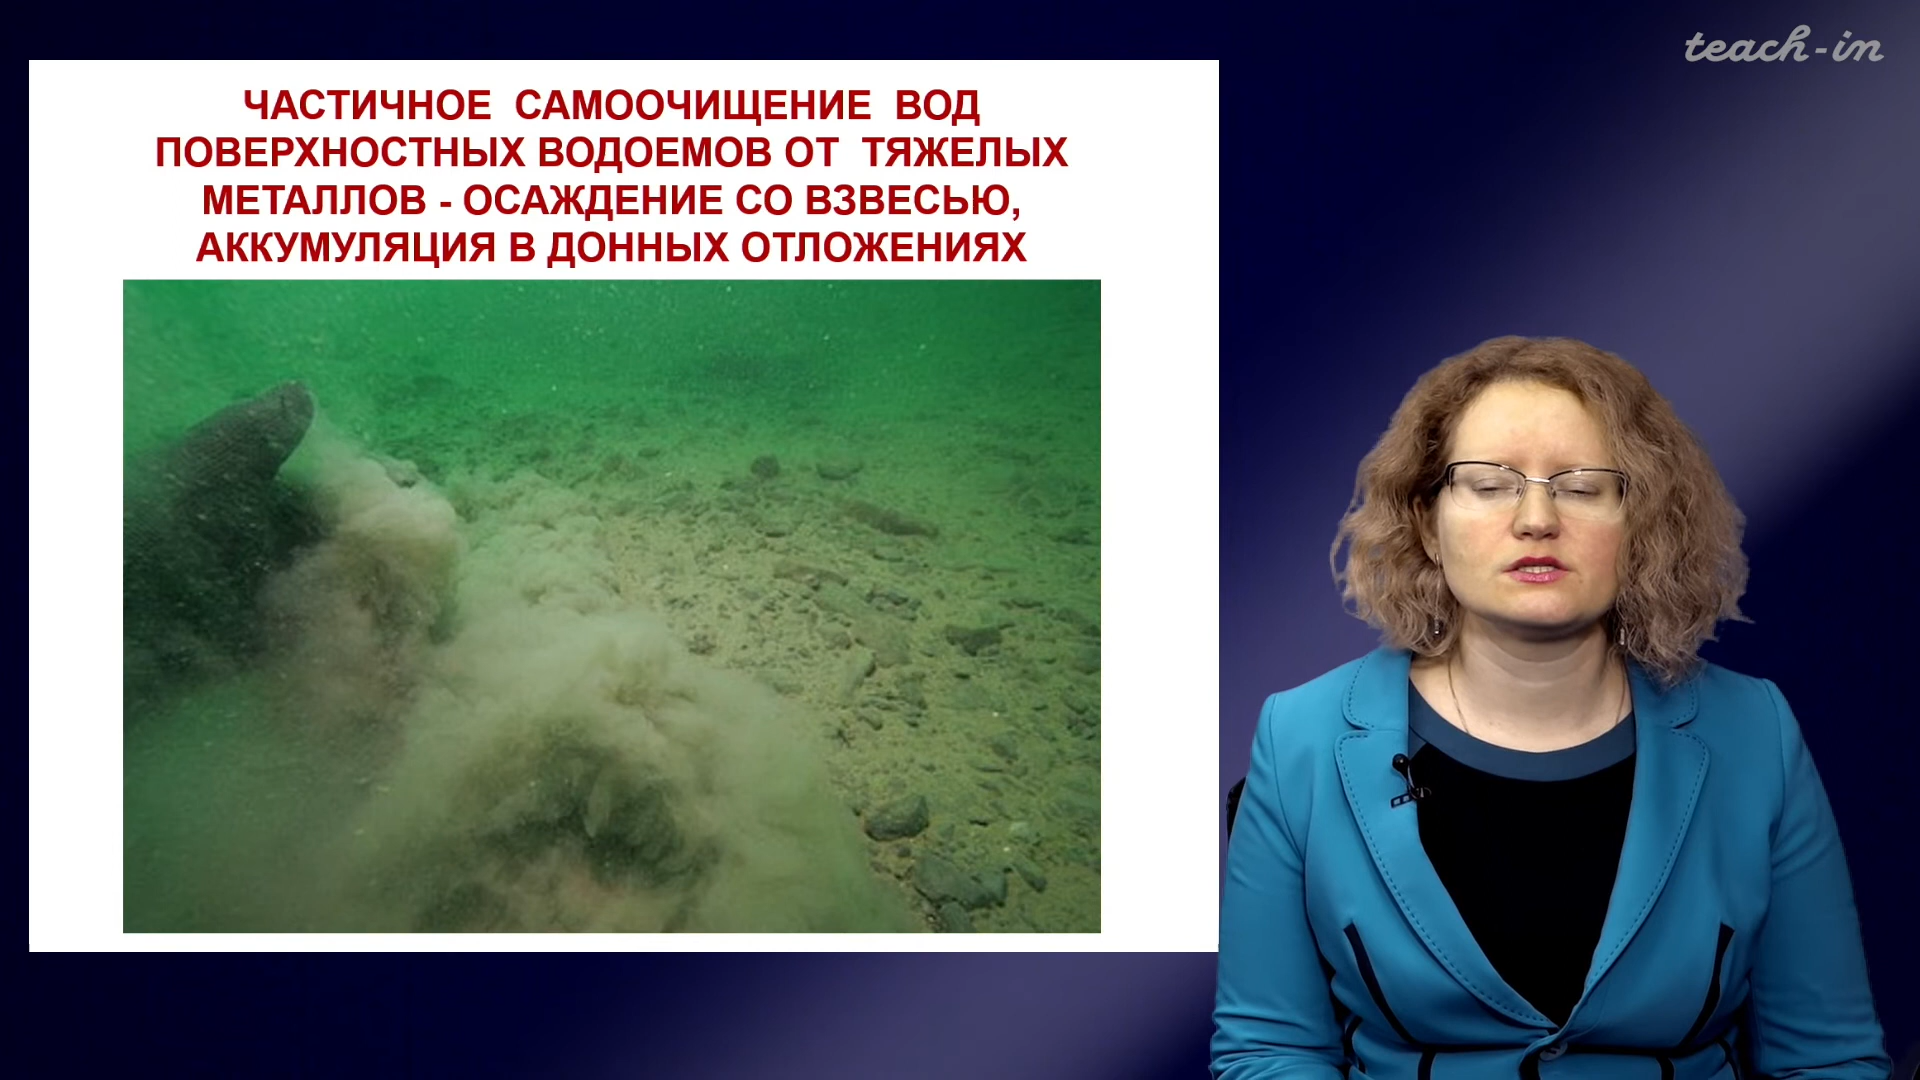 teach-in
ЧАСТИЧНОЕ САМООЧИЩЕНИЕ ВОД
ПОВЕРХНОСТНЫХ ВОДОЕМОВ ОТ ТЯЖЕЛЫХ
МЕТАЛЛОВ - ОСАЖДЕНИЕ СО ВЗВЕСЬЮ,
АККУМУЛЯЦИЯ В ДОННЫХ ОТЛОЖЕНИЯХ